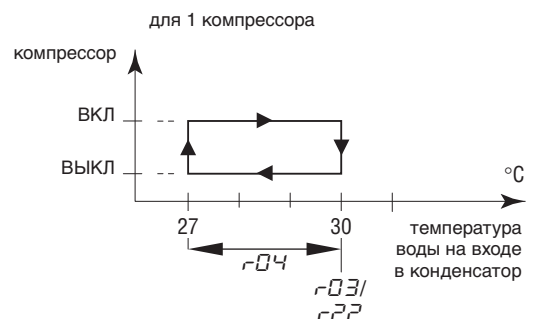 для 1 компрессора
компрессор
ВКЛ
ВЫКЛ
°C
27
30
температура
воды на входе
в конденсатор
r04
r03/
r22